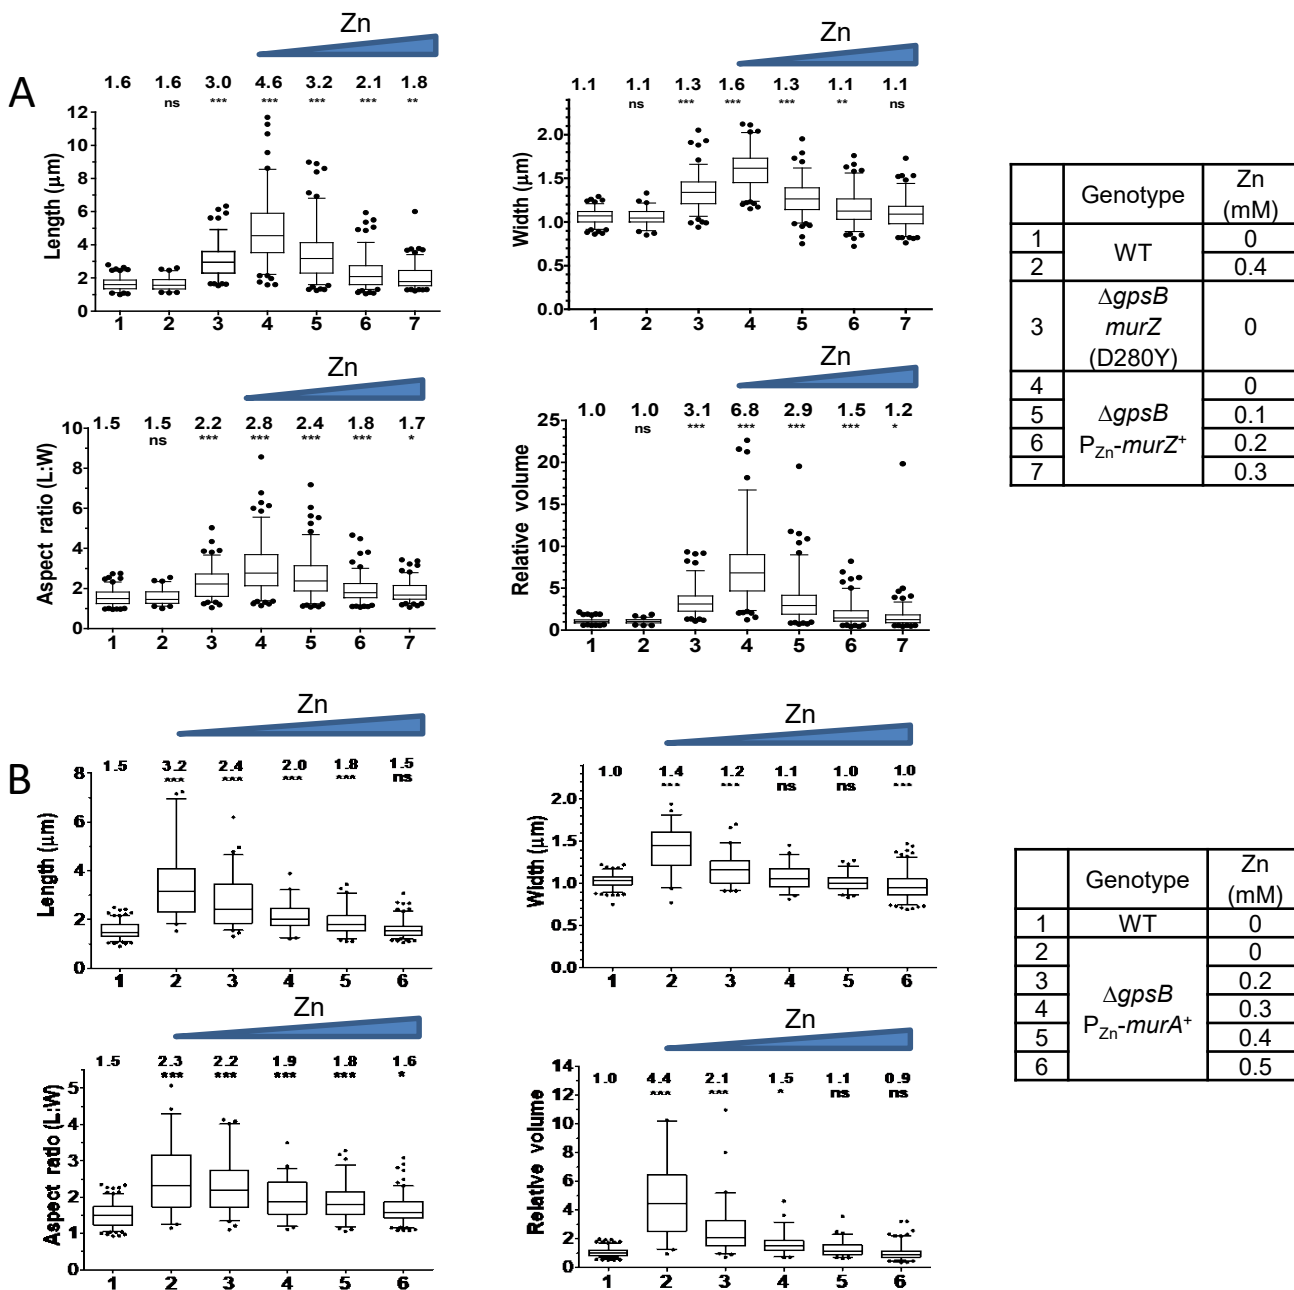 Zn
A
1.6 1.6 3.0 4.6 3.2 2.1 1.8
ns *** *** *** *** **
Length (μm)
12
10
8
6
4
2
0
1 2 3 4 5 6 7
Zn
1.1 1.1 1.3 1.6 1.3 1.1 1.1
ns *** *** *** ** ns
Width (μm)
2.0
1.5
1.0
0.5
0.0
1 2 3 4 5 6 7
Zn
1.5 1.5 2.2 2.8 2.4 1.8 1.7
ns *** *** *** *** *
Aspect ratio (L:W)
10
8
6
4
2
0
1 2 3 4 5 6 7
Zn
1.0 1.0 3.1 6.8 2.9 1.5 1.2
ns *** *** *** *** *
Relative volume
25
20
15
10
5
0
1 2 3 4 5 6 7
Genotype Zn
(mM)
1 WT 0
2 0.4
3 ΔgpsB
murZ
(D280Y) 0
4 ΔgpsB
PZn-murZ+ 0
5 0.1
6 0.2
7 0.3
Zn
B
1.5 3.2 2.4 2.0 1.8 1.5
*** *** *** *** ns
Length (μm)
8
6
4
2
0
1 2 3 4 5 6
Zn
1.0 1.4 1.2 1.1 1.0 1.0
*** *** ns ns ***
Width (μm)
2.0
1.5
1.0
0.5
0.0
1 2 3 4 5 6
Zn
1.5 2.3 2.2 1.9 1.8 1.6
*** *** *** *** *
Aspect ratio (L:W)
5
4
3
2
1
0
1 2 3 4 5 6
Zn
1.0 4.4 2.1 1.5 1.1 0.9
*** *** * ns ns
Relative volume
14
12
10
8
6
4
2
0
1 2 3 4 5 6
Genotype Zn
(mM)
1 WT 0
2 ΔgpsB
PZn-murA+ 0
3 0.2
4 0.3
5 0.4
6 0.5